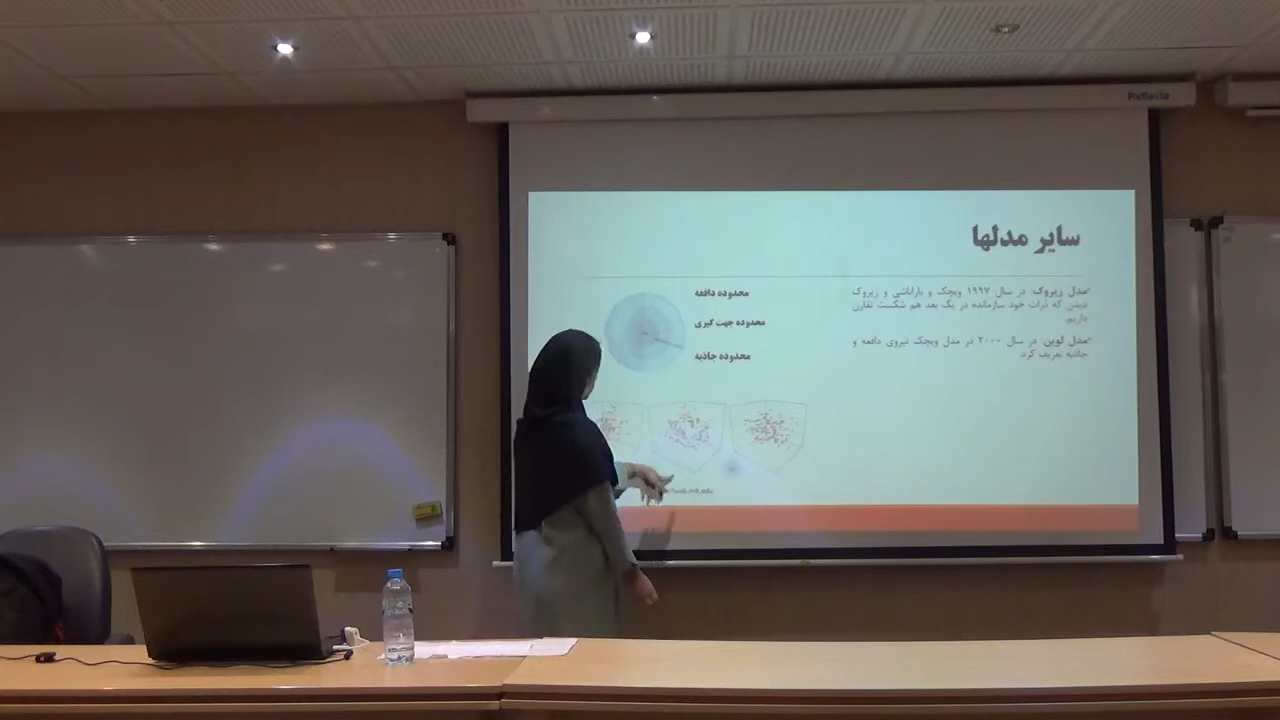 Reflecta
سایر مدلها
*مدل زیروک: در سال ۱۹۹۷ ویچک و باراباشی و زیروک
دیدن که ذرات خود سازمانده در یک بعد هم شکست تقارن
داریم.
*مدل لوین: در سال ۲۰۰۰ در مدل ویچک نیروی دافعه و
جاذبه تعریف کرد.
محدوده دافعه
محدوده جهت گیری
محدوده جاذبه